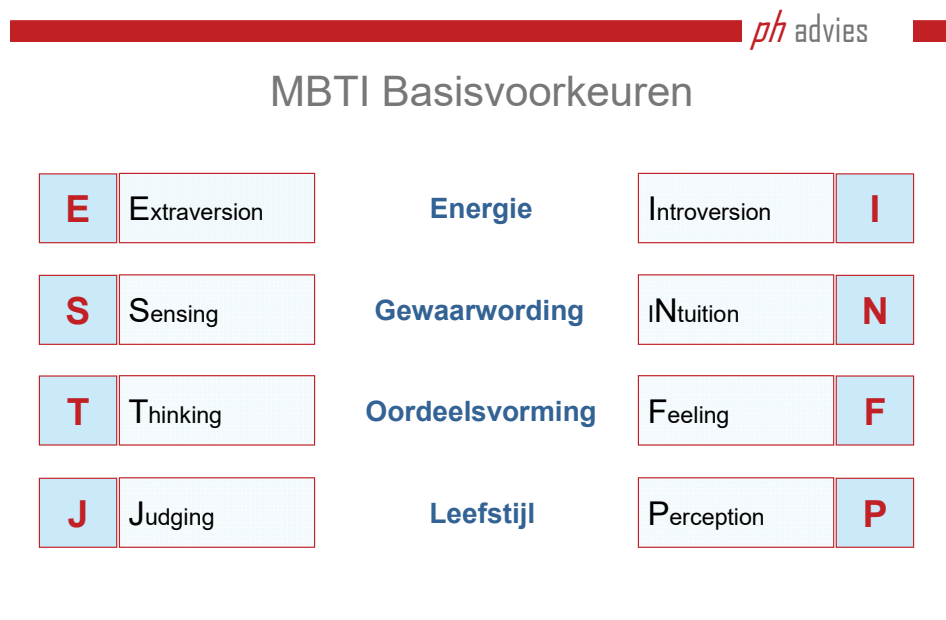 ph advies
MBTI Basisvoorkeuren
E Extraversion Energie Introversion I
S Sensing Gewaarwording INtuition N
T Thinking Oordeelsvorming Feeling F
J Judging Leefstijl Perception P